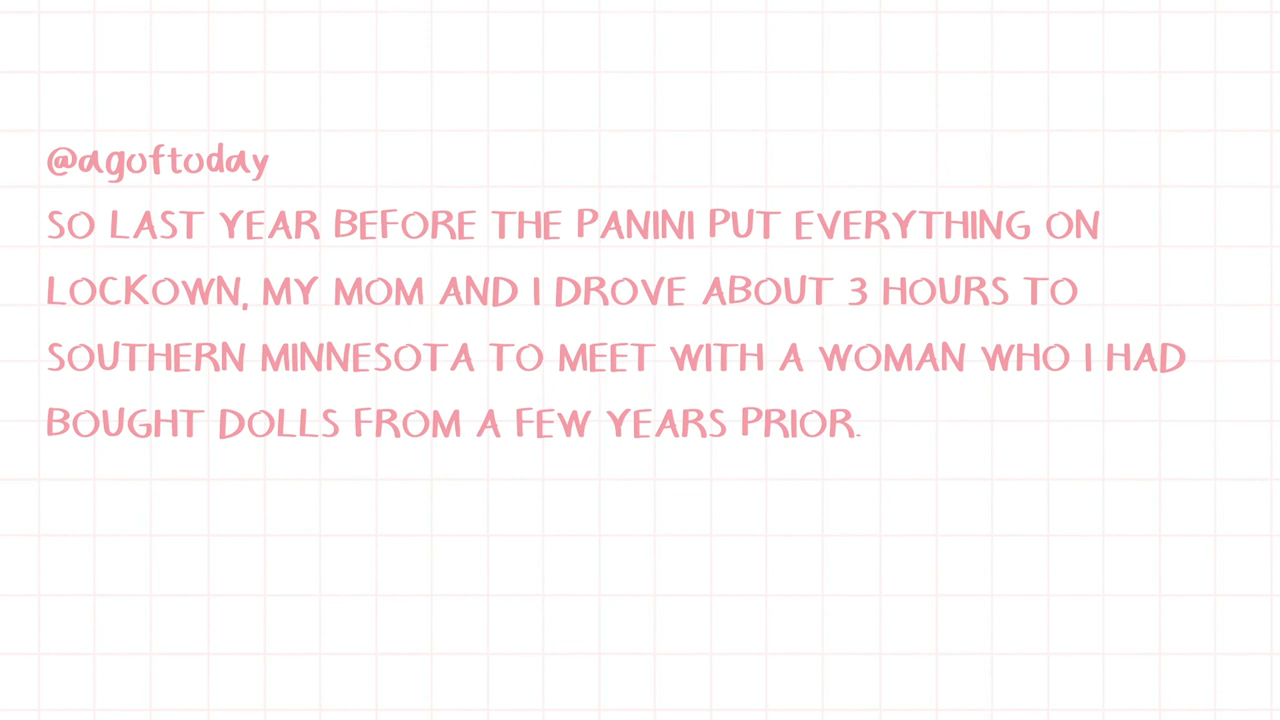 @agoftoday
SO LAST YEAR BEFORE THE PANINI PUT EVERYTHING ON
LOCKOWN, MY MOM AND I DROVE ABOUT 3 HOURS TO
SOUTHERN MINNESOTA TO MEET WITH A WOMAN WHO I HAD
BOUGHT DOLLS FROM A FEW YEARS PRIOR.